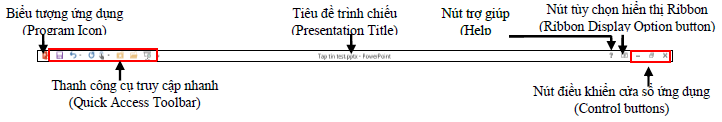 Biểu tượng ứng dụng
(Program Icon)
Tiêu đề trình chiếu
(Presentation Title)
Nút trợ giúp
(Help
Nút tùy chọn hiển thị Ribbon
(Ribbon Display Option button)
Tap tin test.pptx - PowerPoint
?
Thanh công cụ truy cập nhanh
(Quick Access Toolbar)
Nút điều khiển cửa sổ ứng dụng
(Control buttons)